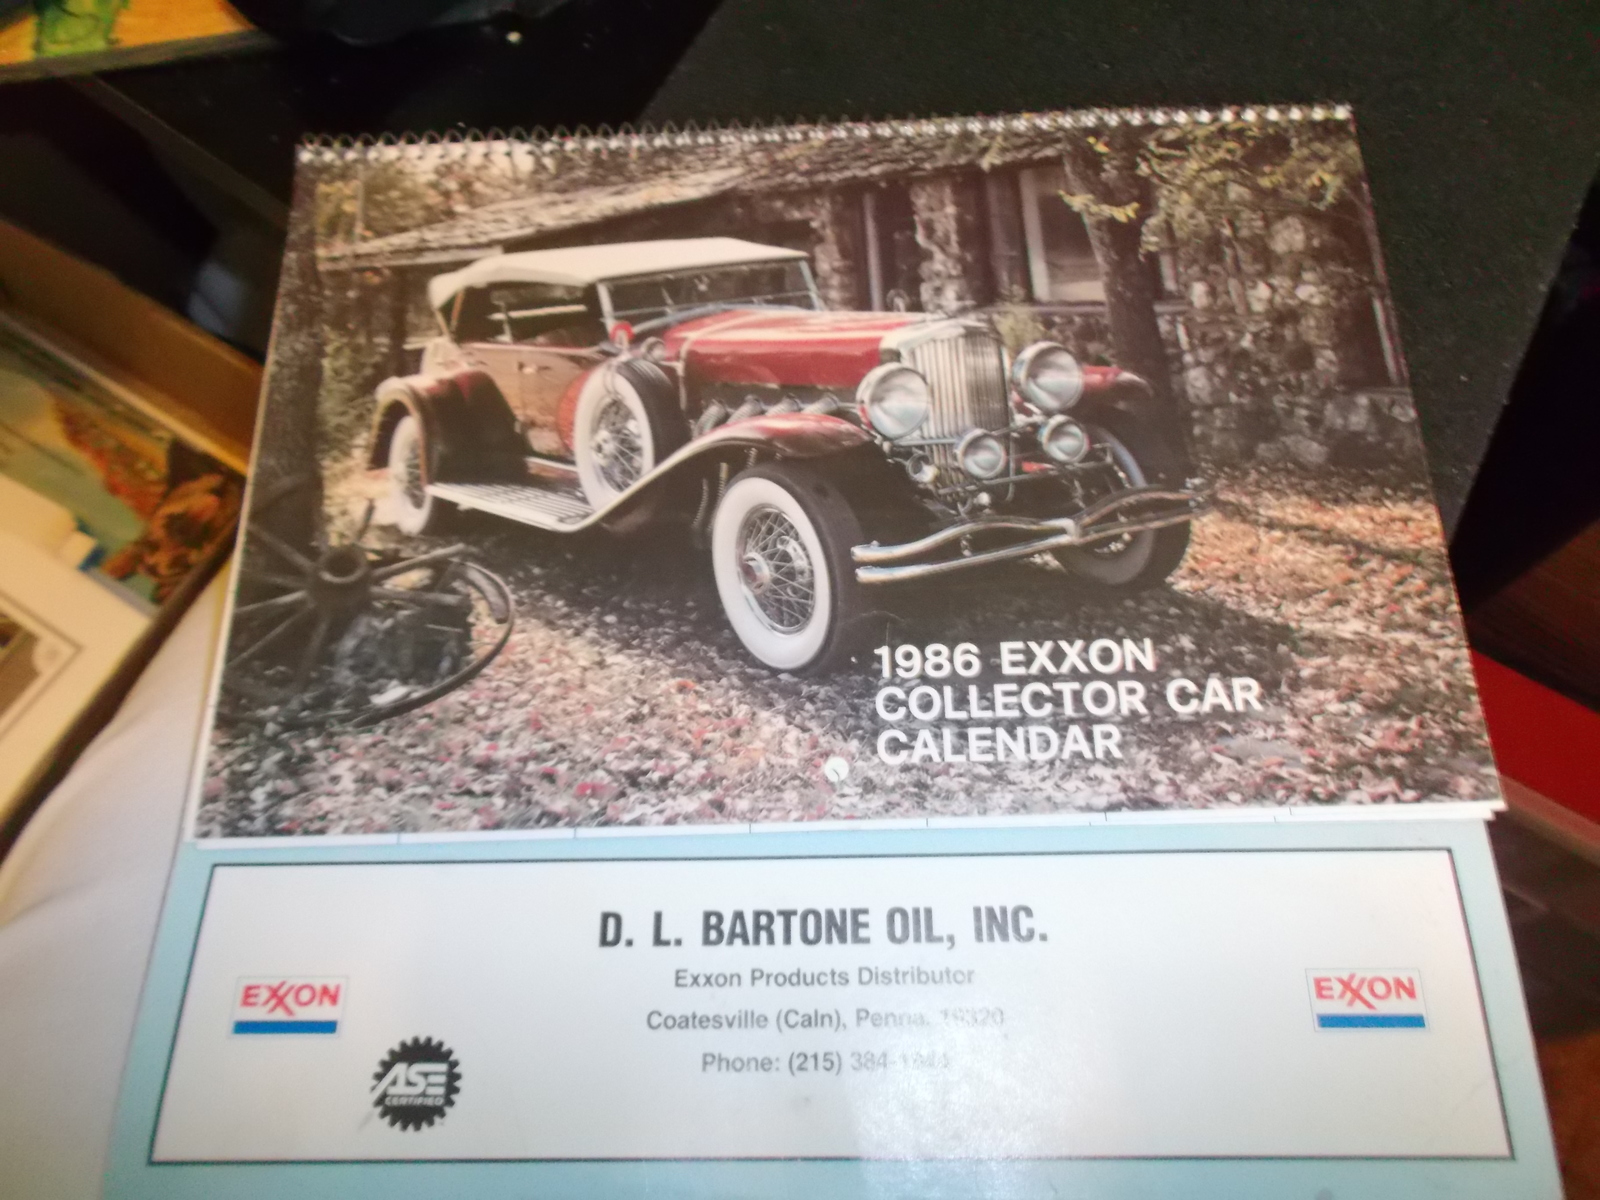 1986 EXXON
COLLECTOR CAR
CALENDAR
D. L. BARTONE OIL, INC.
Exxon Products Distributor
Coatesville (Caln), Penna. 19320
Phone: (215) 384-
EXXON
EXXON
ASE
CERTIFIED